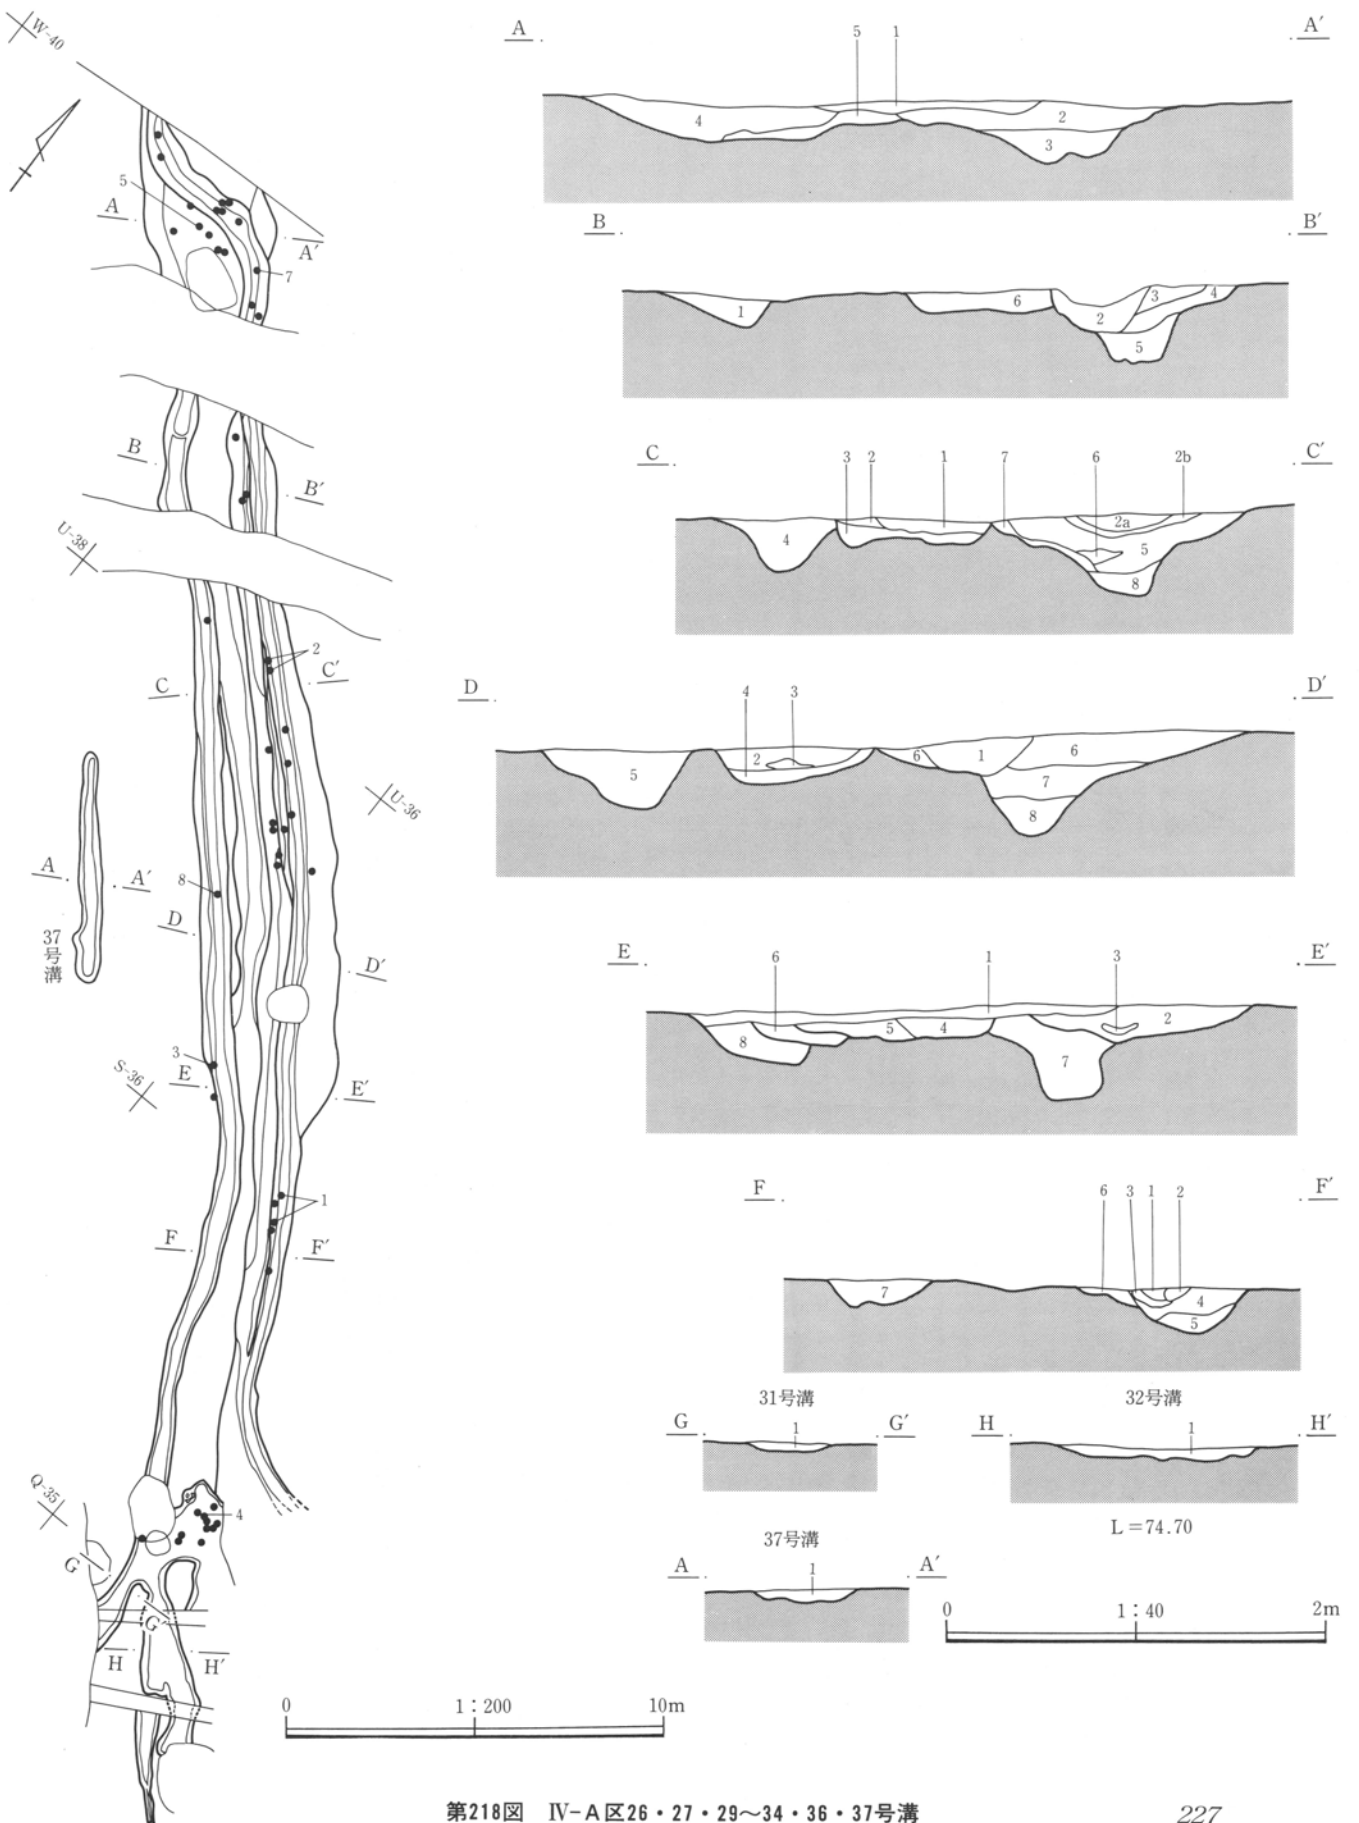 W-40
A
A′
5
7
B
B′
U-38
C
C′
2
U-36
A
A′
37号溝
8
D
D′
3
S-36
E
E′
1
F
F′
Q-35
4
G
G′
H
H′
0 1:200 10m
A 5 1 A′
4 2 3
B B′
1 6 2 3 4 5
C 3 2 1 7 6 2b C′
4 2a 5 8
D 4 3 D′
5 2 6 1 6 7 8
E 6 1 3 E′
8 5 4 7 2
F 6 3 1 2 F′
7 4 5
31号溝
G 1 G′
32号溝
H 1 H′
L=74.70
37号溝
A 1 A′
0 1:40 2m
第218図 Ⅳ-A区26・27・29〜34・36・37号溝
227